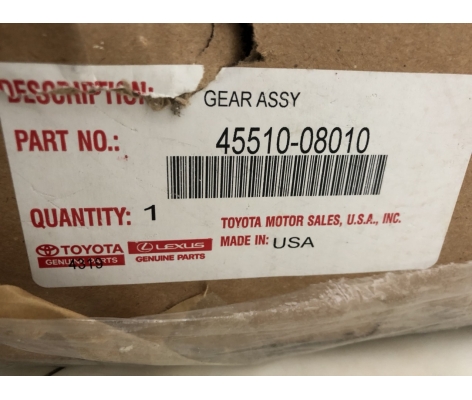 DESCRIPTION: GEAR ASSY
PART NO.: 45510-08010
QUANTITY: 1
TOYOTA MOTOR SALES, U.S.A., INC.
MADE IN: USA
TOYOTA
GENUINE PARTS
LEXUS
GENUINE PARTS